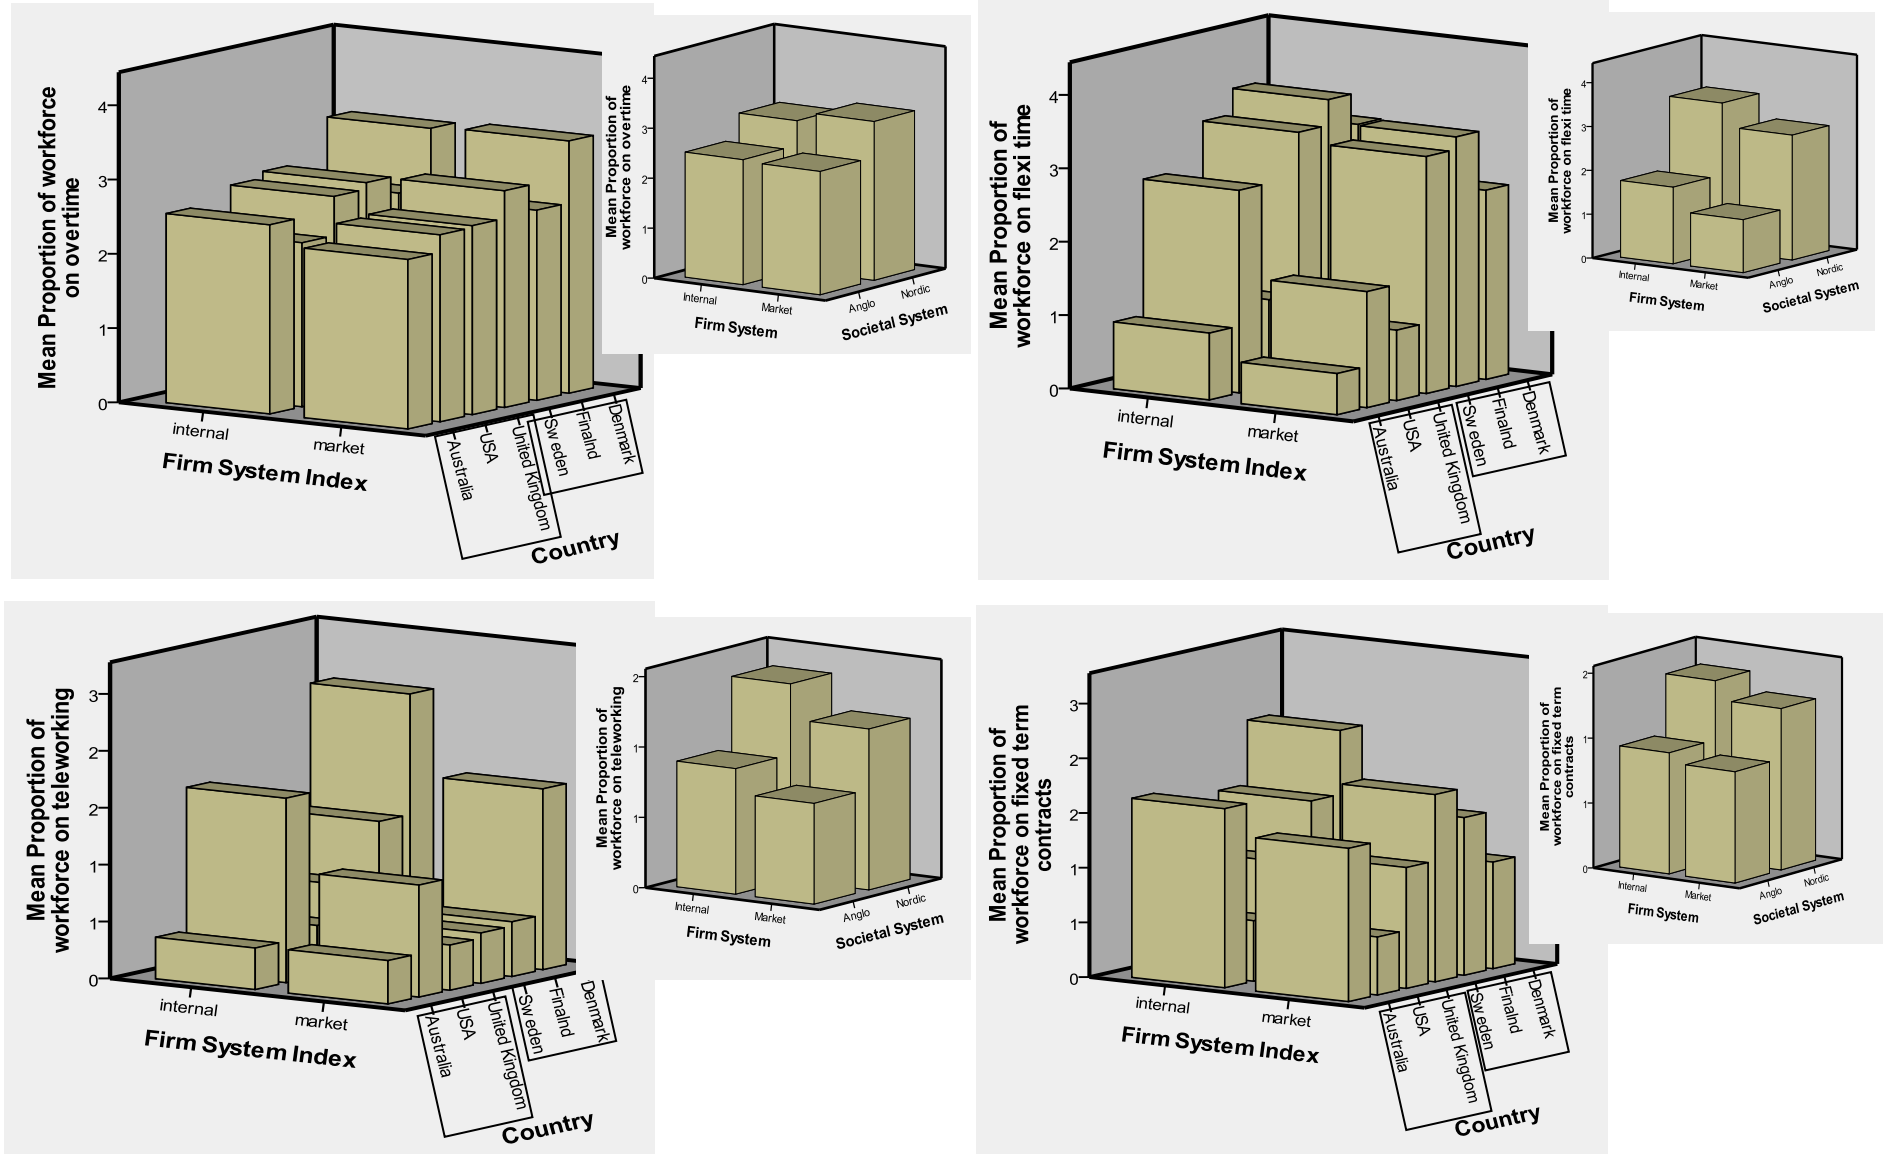 Mean Proportion of workforce
on overtime
4
3
2
1
0
internal
market
Firm System Index
Australia
USA
United Kingdom
Sweden
Finalnd
Denmark
Country
Mean Proportion of
workforce on overtime
4
3
2
1
0
Internal
Market
Firm System
Anglo
Nordic
Societal System
Mean Proportion of
workforce on flexi time
4
3
2
1
0
internal
market
Firm System Index
Australia
USA
United Kingdom
Sweden
Finalnd
Denmark
Country
Mean Proportion of
workforce on flexi time
4
3
2
1
0
Internal
Market
Firm System
Anglo
Nordic
Societal System
Mean Proportion of
workforce on teleworking
3
2
2
1
1
0
internal
market
Firm System Index
Australia
USA
United Kingdom
Sweden
Finalnd
Denmark
Country
Mean Proportion of
workforce on teleworking
2
1
1
0
Internal
Market
Firm System
Anglo
Nordic
Societal System
Mean Proportion of
workforce on fixed term
contracts
3
2
2
1
1
0
internal
market
Firm System Index
Australia
USA
United Kingdom
Sweden
Finalnd
Denmark
Country
Mean Proportion of
workforce on fixed term
contracts
2
1
1
0
Internal
Market
Firm System
Anglo
Nordic
Societal System